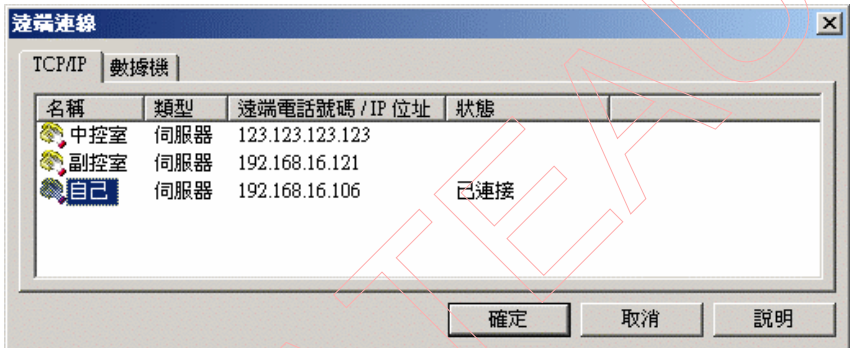 遠端連線
TCP/IP 數據機
名稱 類型 遠端電話號碼 / IP 位址 狀態
中控室 伺服器 123.123.123.123
副控室 伺服器 192.168.16.121
自己 伺服器 192.168.16.106 已連接
確定 取消 說明